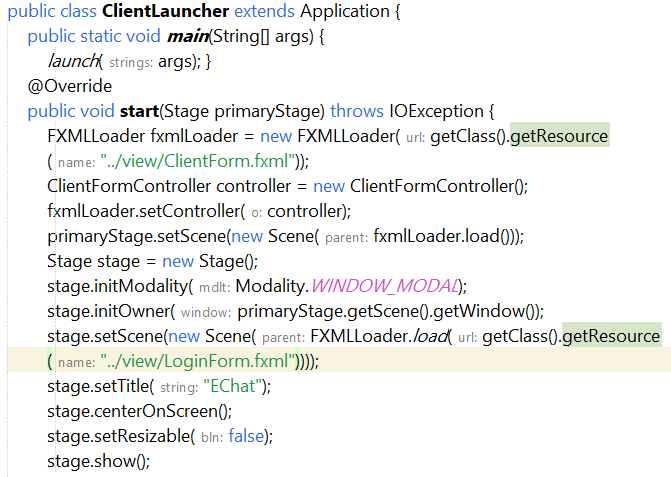 public class ClientLauncher extends Application {
public static void main(String[] args) {
launch( strings: args); }
@Override
public void start(Stage primaryStage) throws IOException {
FXMLLoader fxmlLoader = new FXMLLoader( url: getClass().getResource
( name: "../view/ClientForm.fxml"));
ClientFormController controller = new ClientFormController();
fxmlLoader.setController( o: controller);
primaryStage.setScene(new Scene( parent: fxmlLoader.load()));
Stage stage = new Stage();
stage.initModality( mdlt: Modality.WINDOW_MODAL);
stage.initOwner( window: primaryStage.getScene().getWindow());
stage.setScene(new Scene( parent: FXMLLoader.load( url: getClass().getResource
( name: "../view/LoginForm.fxml"))));
stage.setTitle( string: "EChat");
stage.centerOnScreen();
stage.setResizable( bln: false);
stage.show();